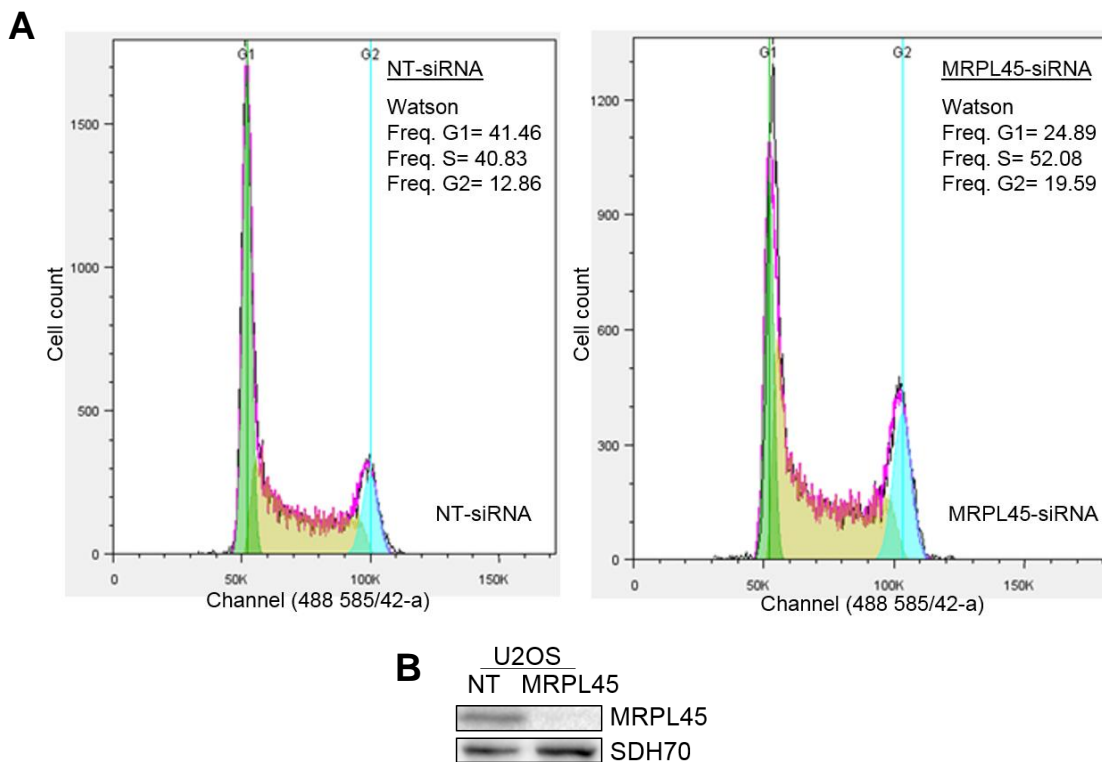 A
G1
G2
NT-siRNA
Watson
Freq. G1= 41.46
Freq. S= 40.83
Freq. G2= 12.86
1500
1000
500
0
Cell count
NT-siRNA
0
50K
100K
150K
Channel (488 585/42-a)
G1
G2
MRPL45-siRNA
Watson
Freq. G1= 24.89
Freq. S= 52.08
Freq. G2= 19.59
1200
900
600
300
0
Cell count
MRPL45-siRNA
0
50K
100K
150K
Channel (488 585/42-a)
B
U2OS
NT MRPL45
MRPL45
SDH70